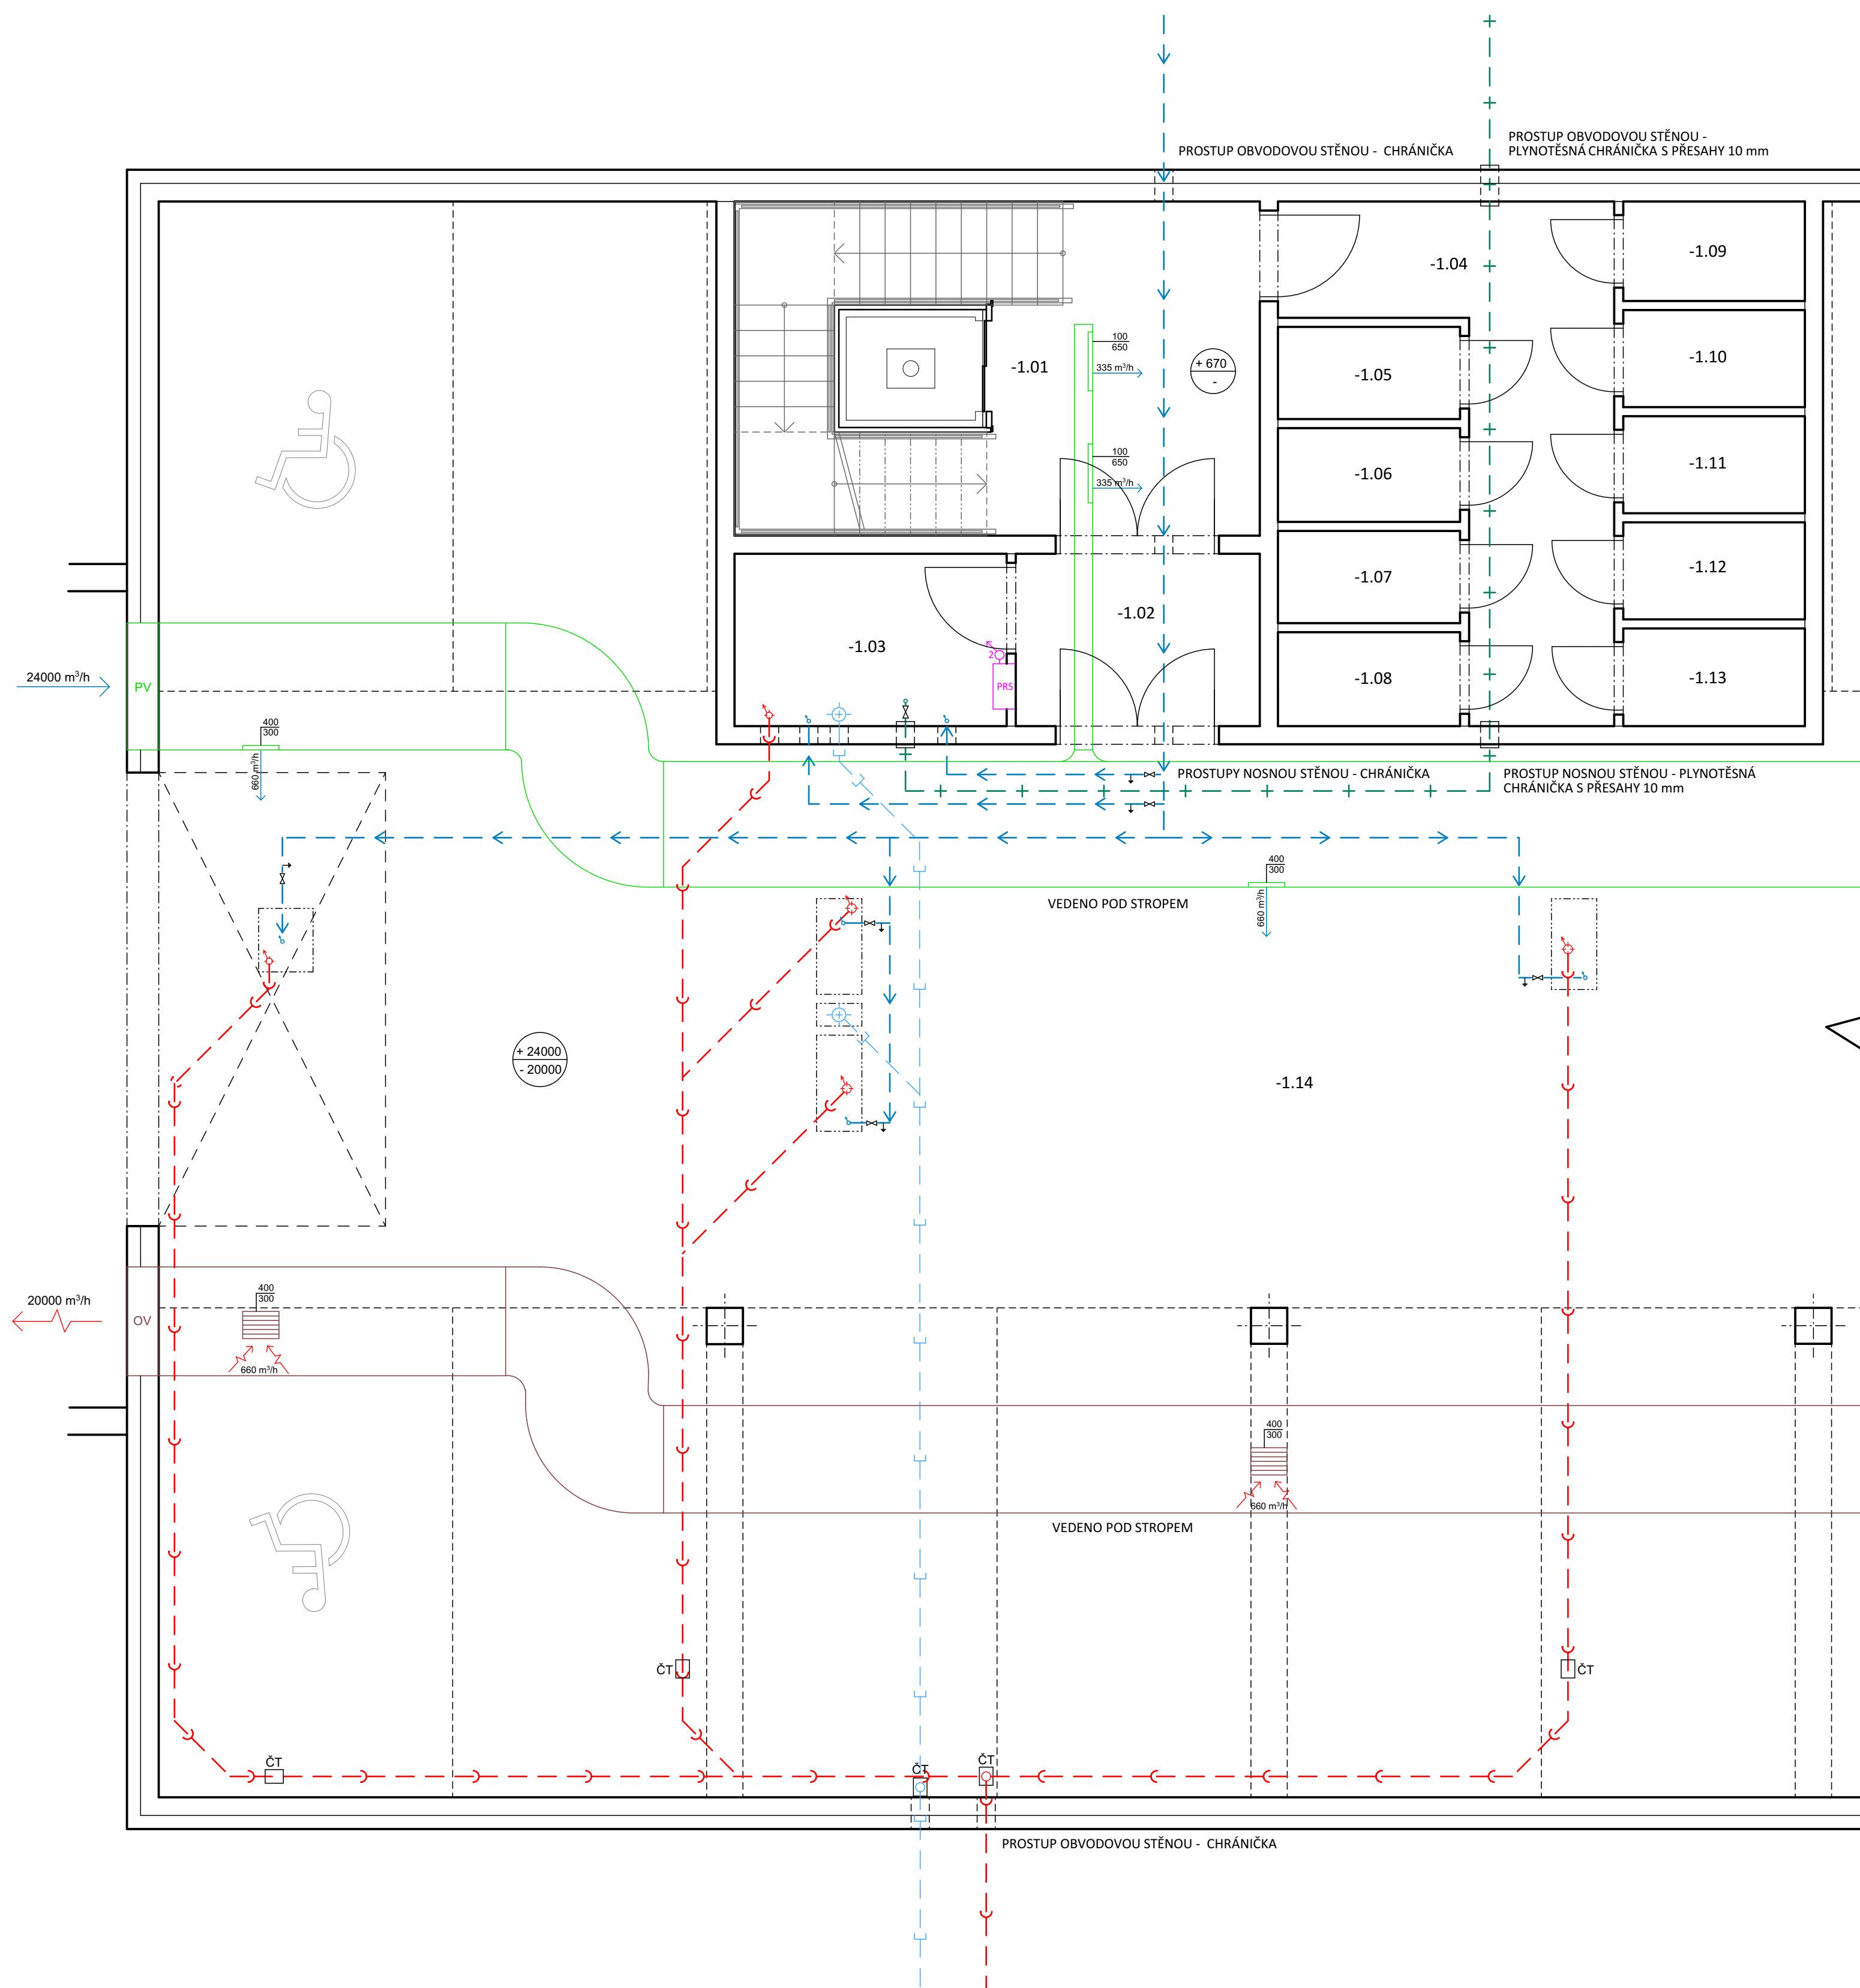 PROSTUP OBVODOVOU STĚNOU -
PLYNOTĚSNÁ CHRÁNIČKA S PŘESAHY 10 mm
PROSTUP OBVODOVOU STĚNOU - CHRÁNIČKA
-1.09
-1.04
-1.10
100
650
335 m³/h
-1.01
+ 670
-
-1.05
-1.11
100
650
335 m³/h
-1.06
-1.12
-1.07
-1.02
-1.03
2
PRS
-1.08
-1.13
24000 m³/h
PV
400
300
660 m³/h
PROSTUPY NOSNOU STĚNOU - CHRÁNIČKA
PROSTUP NOSNOU STĚNOU - PLYNOTĚSNÁ
CHRÁNIČKA S PŘESAHY 10 mm
400
300
660 m³/h
VEDENO POD STROPEM
+ 24000
- 20000
-1.14
20000 m³/h
OV
400
300
660 m³/h
400
300
660 m³/h
VEDENO POD STROPEM
ČT
ČT
ČT
ČT
ČT
PROSTUP OBVODOVOU STĚNOU - CHRÁNIČKA